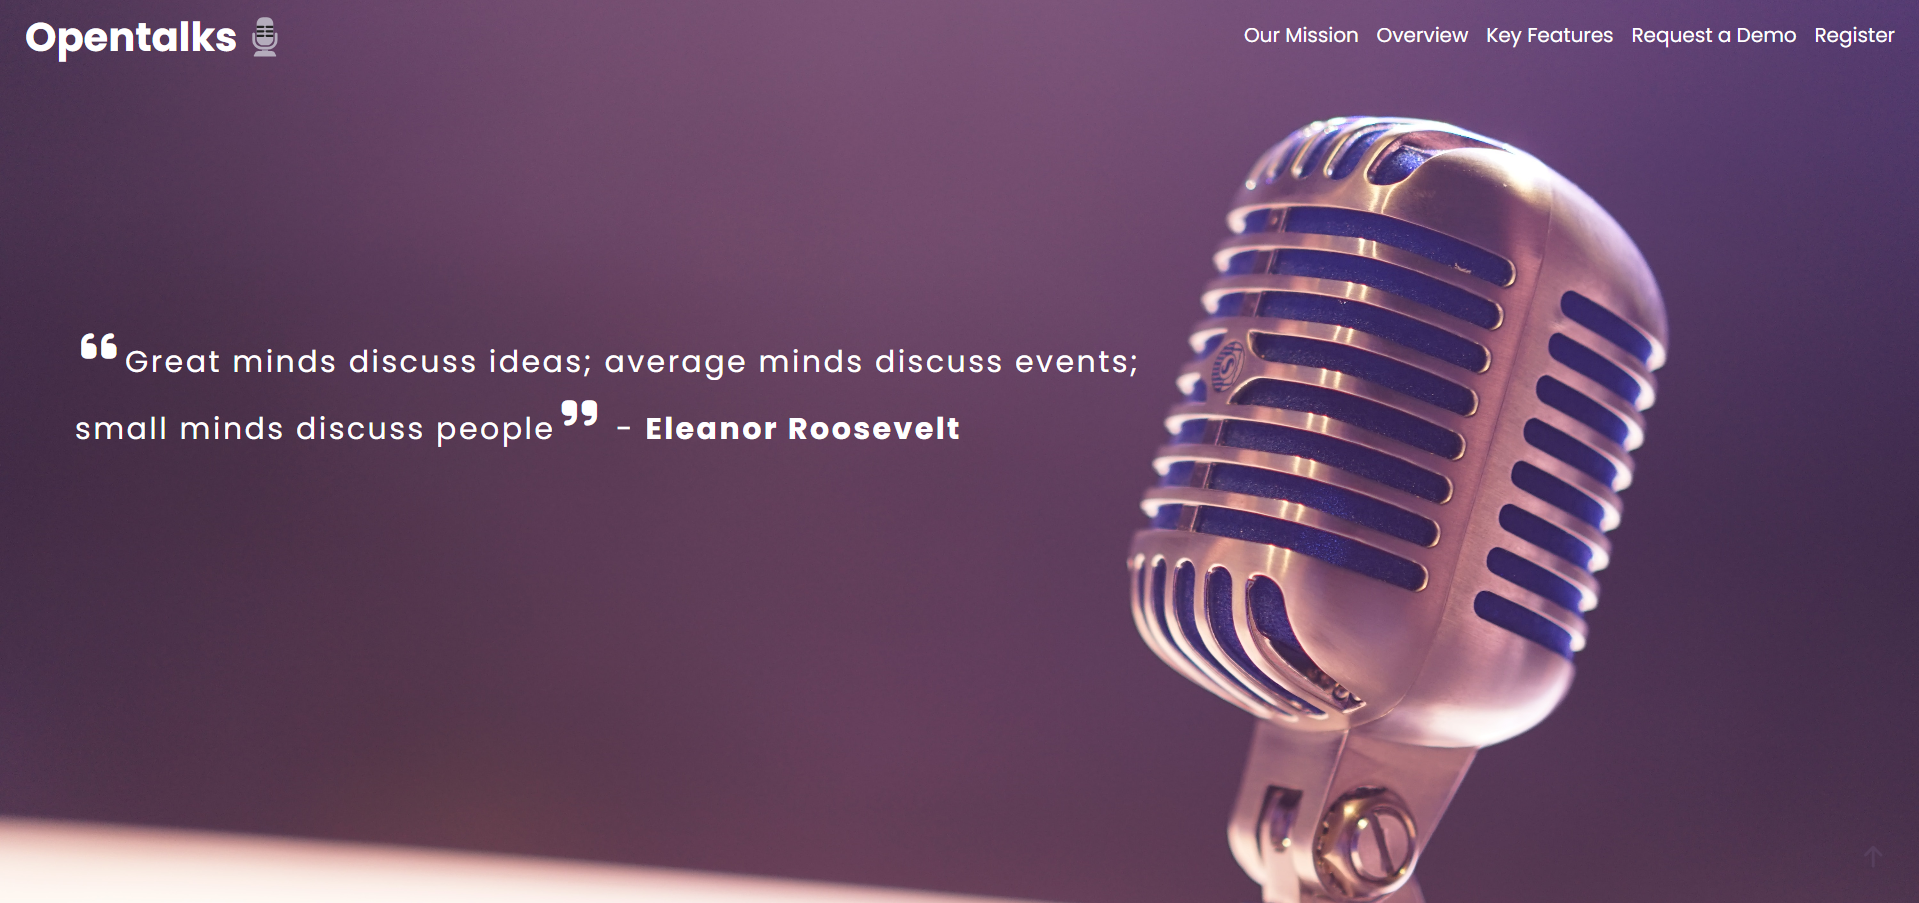 Opentalks
Our Mission Overview Key Features Request a Demo Register
“Great minds discuss ideas; average minds discuss events;
small minds discuss people” - Eleanor Roosevelt